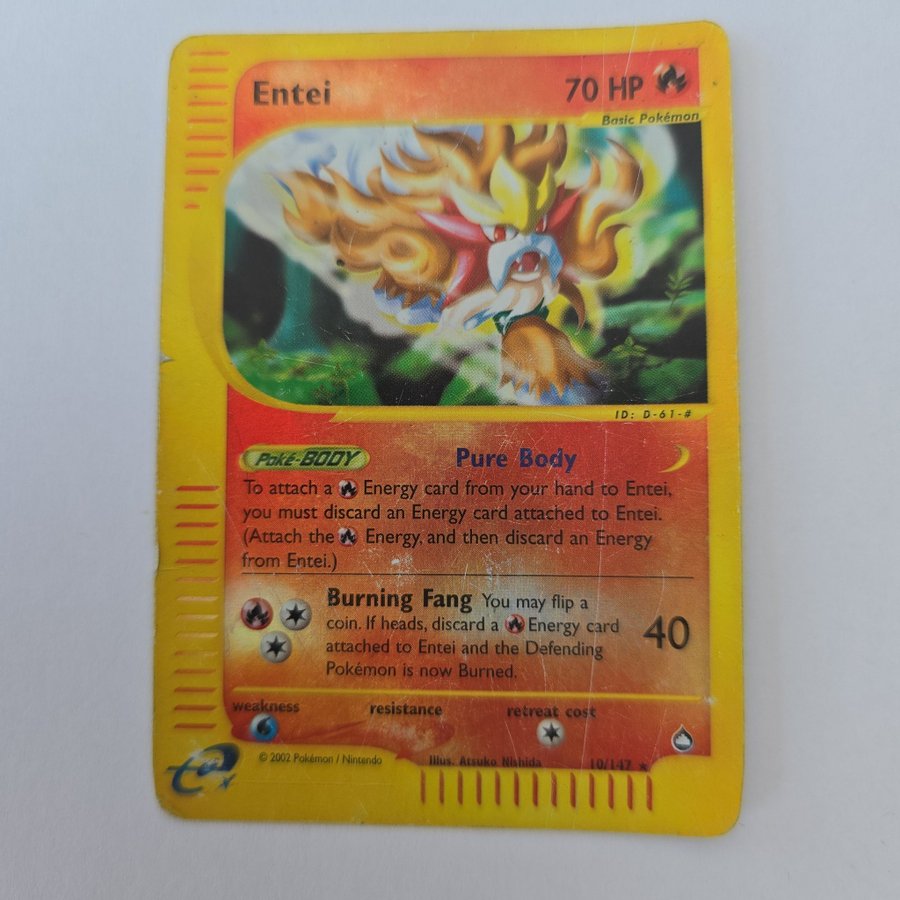 Entei 70 HP
Basic Pokémon
ID: D-61-#
Poké-BODY Pure Body
To attach a Energy card from your hand to Entei,
you must discard an Energy card attached to Entei.
(Attach the Energy, and then discard an Energy
from Entei.)
Burning Fang You may flip a
coin. If heads, discard a Energy card
attached to Entei and the Defending
Pokémon is now Burned.
40
weakness resistance retreat cost
© 2002 Pokémon / Nintendo Illus. Atsuko Nishida 10/147 ★